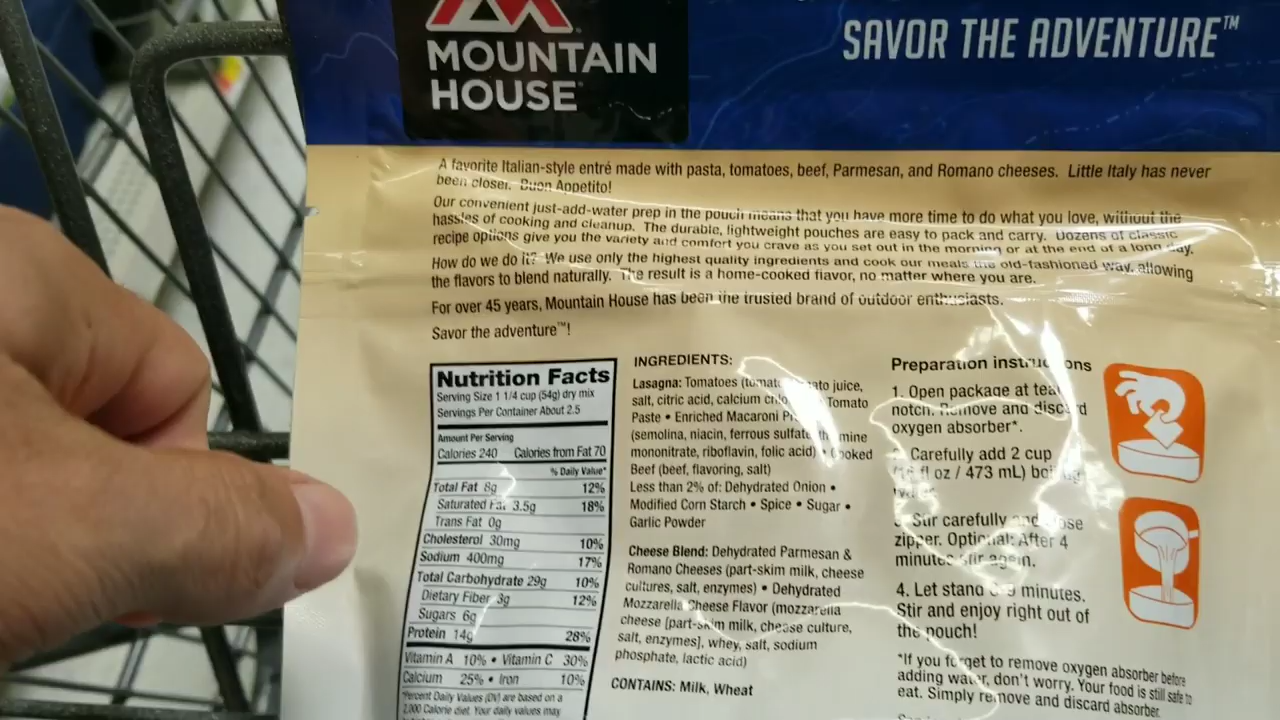 MOUNTAIN
HOUSE
SAVOR THE ADVENTURE™
A favorite Italian-style entré made with pasta, tomatoes, beef, Parmesan, and Romano cheeses. Little Italy has never
been closer. Buon Appetito!
Our convenient just-add-water prep in the pouch means that you have more time to do what you love, without the
hassles of cooking and cleanup. The durable, lightweight pouches are easy to pack and carry. Dozens of classic
recipe options give you the variety and comfort you crave as you set out in the morning or at the end of a long day.
How do we do it? We use only the highest quality ingredients and cook our meals the old-fashioned way, allowing
the flavors to blend naturally. The result is a home-cooked flavor, no matter where you are.
For over 45 years, Mountain House has been the trusted brand of outdoor enthusiasts.
Savor the adventure™!
Nutrition Facts
Serving Size 1 1/4 cup (54g) dry mix
Servings Per Container About 2.5
Amount Per Serving
Calories 240 Calories from Fat 70
% Daily Value*
Total Fat 8g 12%
Saturated Fat 3.5g 18%
Trans Fat 0g
Cholesterol 30mg 10%
Sodium 400mg 17%
Total Carbohydrate 29g 10%
Dietary Fiber 3g 12%
Sugars 6g
Protein 14g 28%
Vitamin A 10% • Vitamin C 30%
Calcium 25% • Iron 10%
*Percent Daily Values (DV) are based on a
2,000 Calorie diet. Your daily values may
INGREDIENTS:
Lasagna: Tomatoes (tomato juice,
salt, citric acid, calcium Tomato
Paste • Enriched Macaroni
(semolina, niacin, ferrous sulfate,
mononitrate, riboflavin, folic acid) • Cooked
Beef (beef, flavoring, salt)
Less than 2% of: Dehydrated Onion •
Modified Corn Starch • Spice • Sugar •
Garlic Powder
Cheese Blend: Dehydrated Parmesan &
Romano Cheeses (part-skim milk, cheese
cultures, salt, enzymes) • Dehydrated
Mozzarella Cheese Flavor (mozzarella
cheese [part-skim milk, cheese culture,
salt, enzymes], whey, salt, sodium
phosphate, lactic acid)
CONTAINS: Milk, Wheat
Preparation instructions
1. Open package at tear
notch. Remove and discard
oxygen absorber*.
2. Carefully add 2 cup
(16 fl oz / 473 mL) boiling
water.
3. Stir carefully and close
zipper. Optional: After 4
minutes stir again.
4. Let stand 8-9 minutes.
Stir and enjoy right out of
the pouch!
*If you forget to remove oxygen absorber before
adding water, don't worry. Your food is still safe to
eat. Simply remove and discard absorber